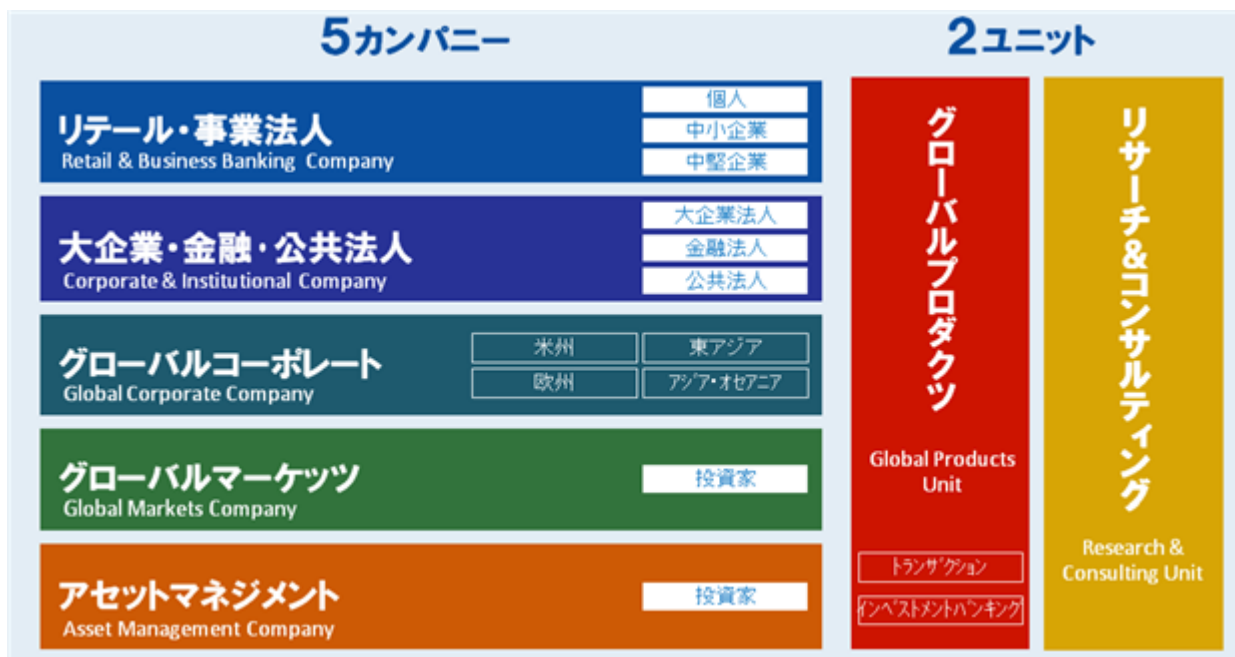 5カンパニー
2ユニット
リテール・事業法人
Retail & Business Banking Company
個人
中小企業
中堅企業
大企業・金融・公共法人
Corporate & Institutional Company
大企業法人
金融法人
公共法人
グローバルコーポレート
Global Corporate Company
米州
東アジア
欧州
アジア・オセアニア
グローバルマーケッツ
Global Markets Company
投資家
アセットマネジメント
Asset Management Company
投資家
グローバルプロダクツ
Global Products
Unit
トランザクション
インベストメントバンキング
リサーチ&コンサルティング
Research &
Consulting Unit